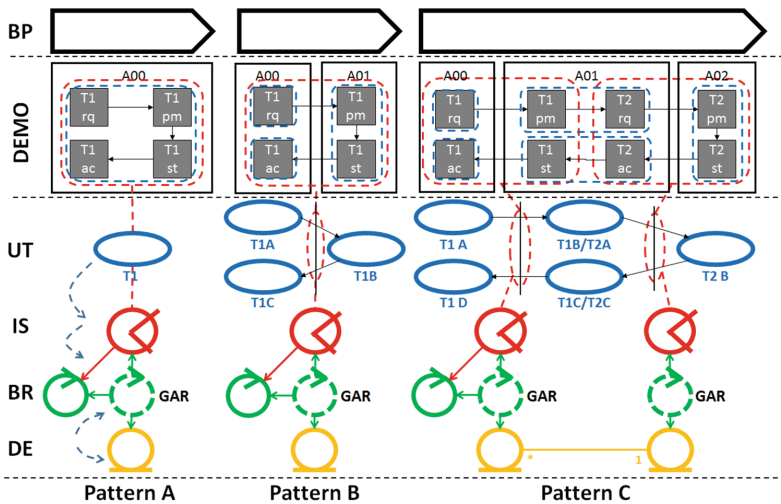 BP
DEMO
A00
T1 rq
T1 pm
T1 ac
T1 st
A00
A01
T1 rq
T1 pm
T1 ac
T1 st
A00
A01
A02
T1 rq
T1 pm
T2 rq
T2 pm
T1 ac
T1 st
T2 ac
T2 st
UT
T1
T1A
T1B
T1C
T1 A
T1B/T2A
T2 B
T1 D
T1C/T2C
IS
BR
GAR
GAR
GAR
GAR
DE
*
1
Pattern A
Pattern B
Pattern C